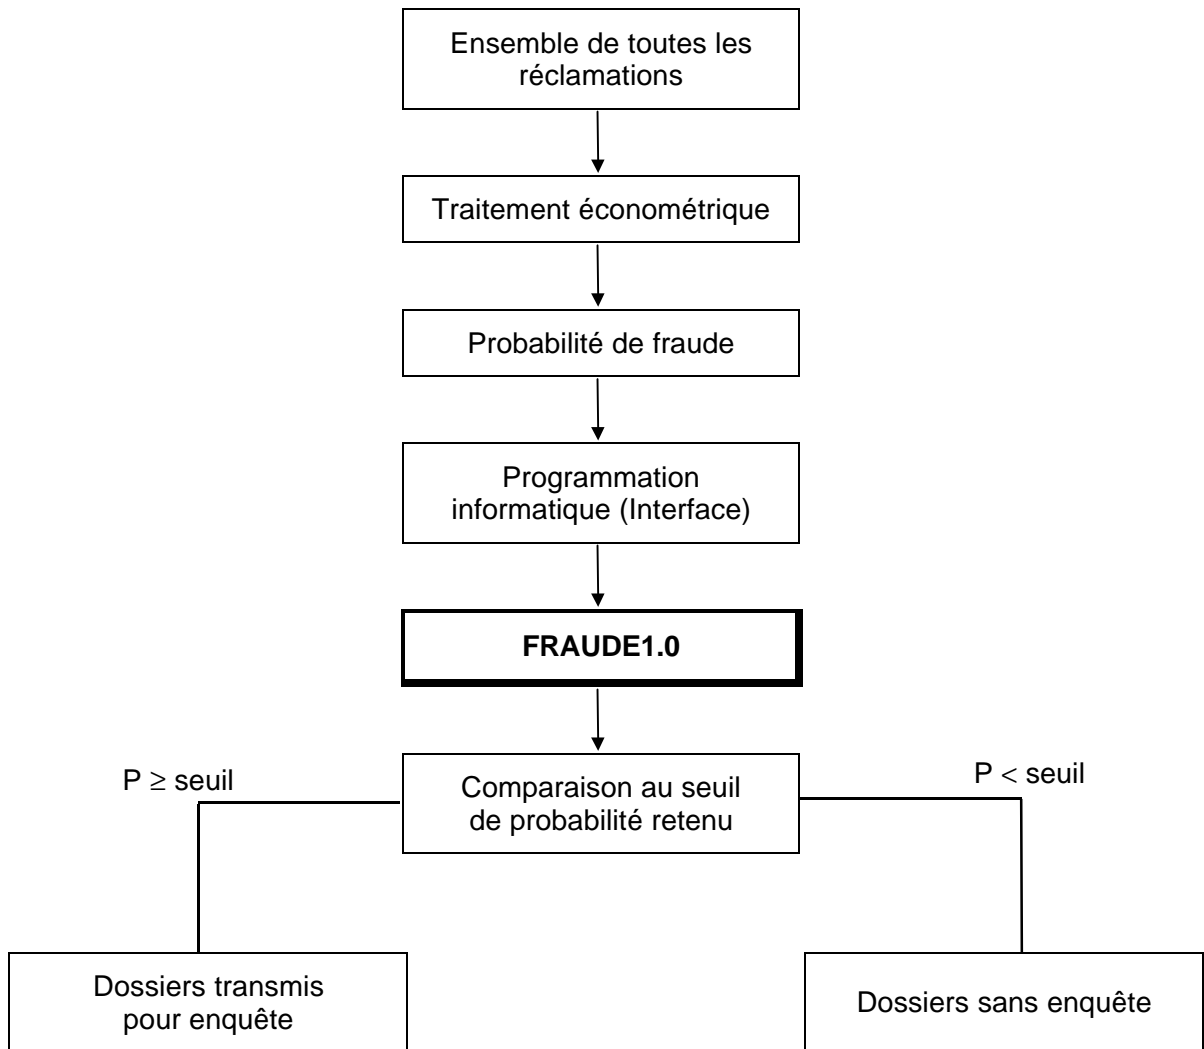 Ensemble de toutes les
réclamations
Traitement économétrique
Probabilité de fraude
Programmation
informatique (Interface)
FRAUDE1.0
Comparaison au seuil
de probabilité retenu
P ≥ seuil
P < seuil
Dossiers transmis
pour enquête
Dossiers sans enquête